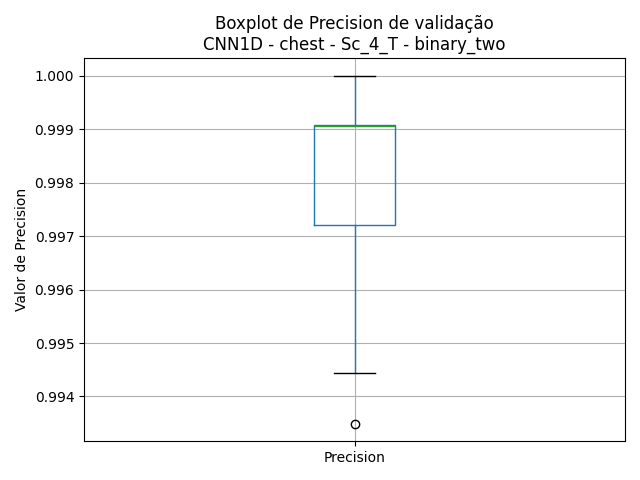 Boxplot de Precision de validação
CNN1D - chest - Sc_4_T - binary_two
1.000
0.999
0.998
0.997
0.996
0.995
0.994
Valor de Precision
Precision